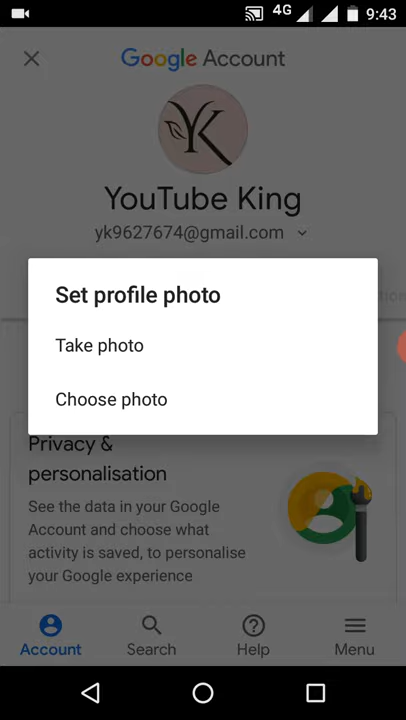 4G 9:43
Google Account
YK
YouTube King
yk9627674@gmail.com
Set profile photo
Take photo
Choose photo
Privacy &
personalisation
See the data in your Google
Account and choose what
activity is saved, to personalise
your Google experience
Account Search Help Menu